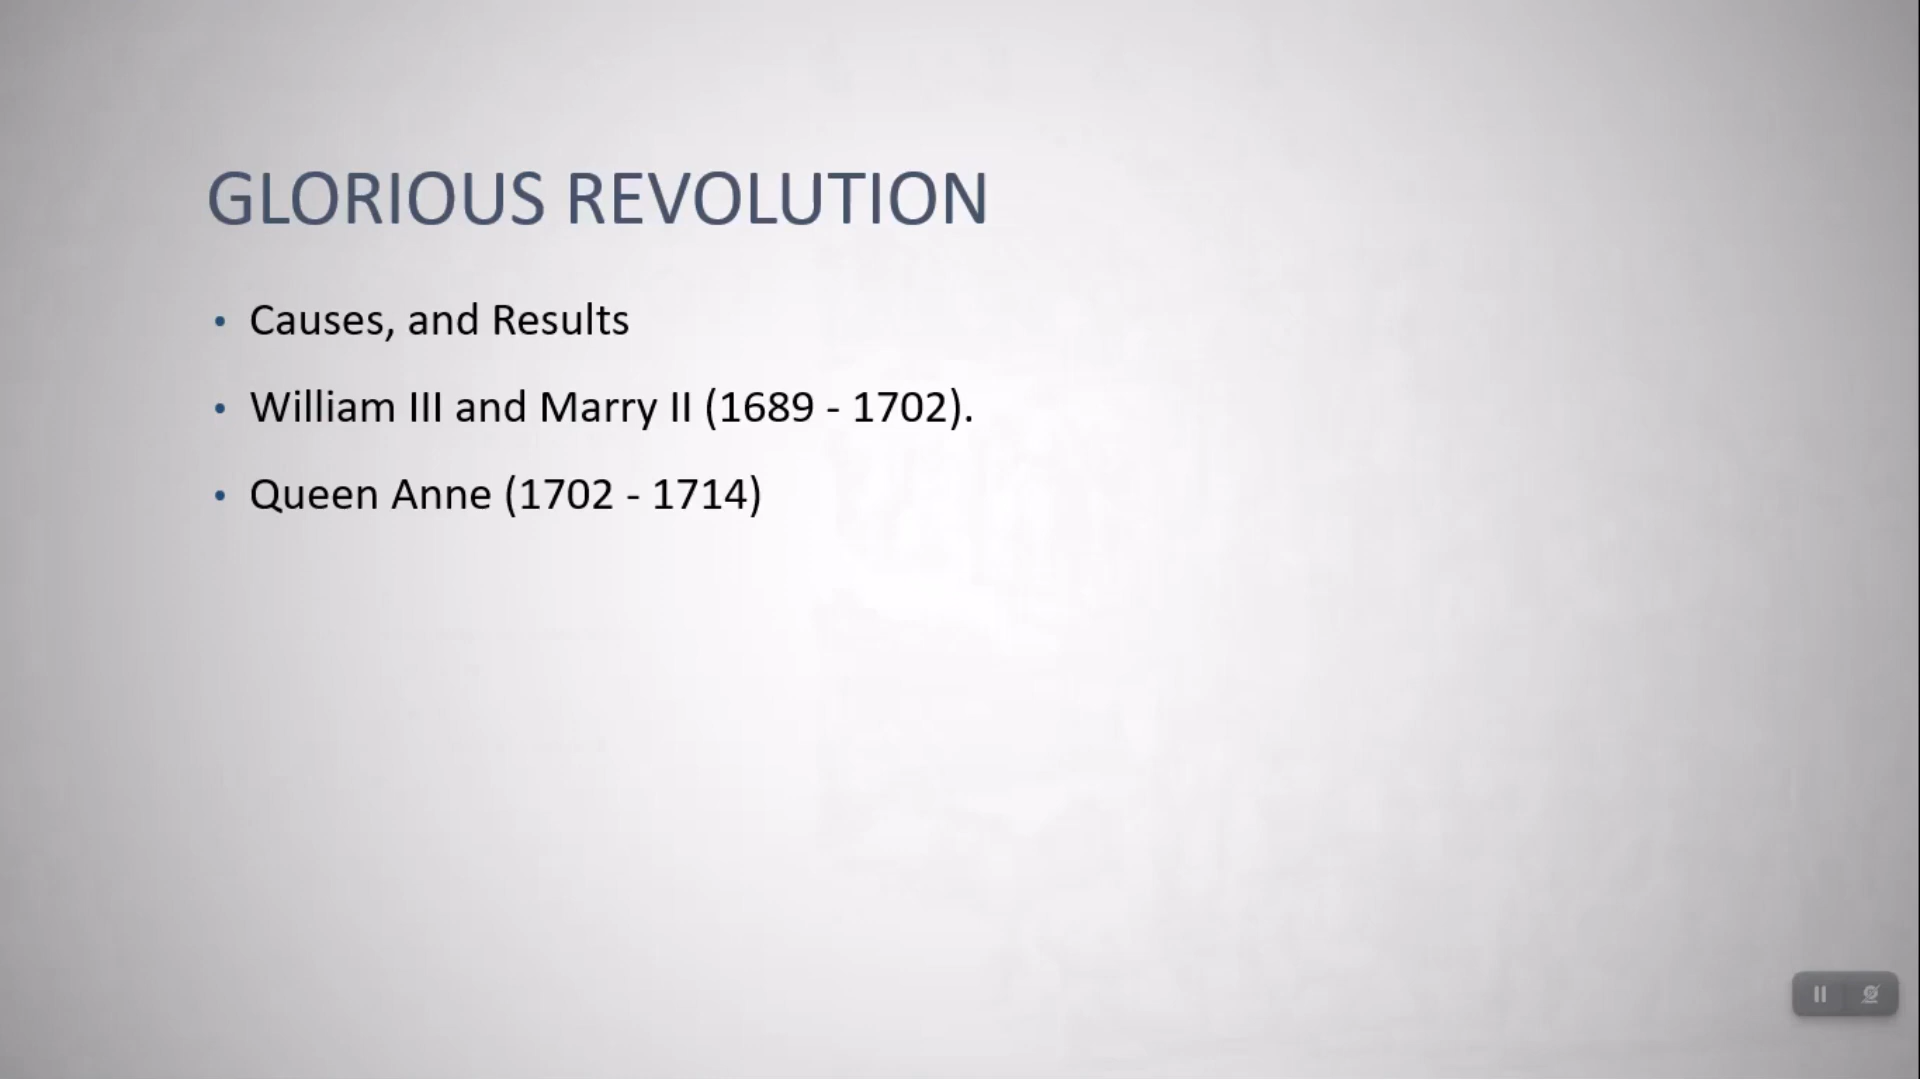 GLORIOUS REVOLUTION
• Causes, and Results
• William III and Marry II (1689 - 1702).
• Queen Anne (1702 - 1714)